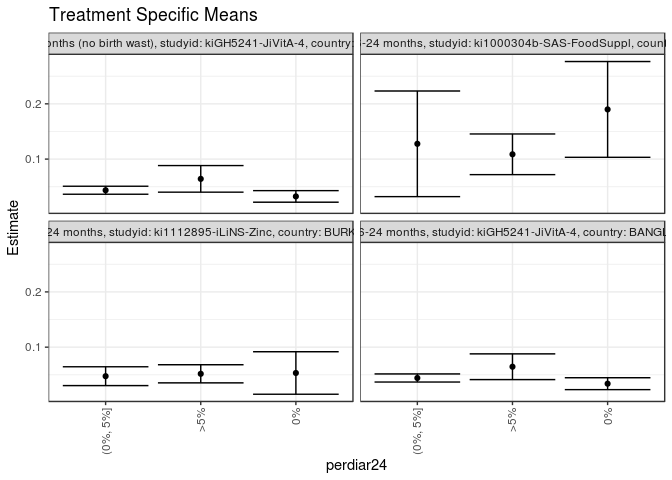 Treatment Specific Means
onths (no birth wast), studyid: kiGH5241-JiVitA-4, country:
-24 months, studyid: ki1000304b-SAS-FoodSuppl, coun
0.2
0.1
24 months, studyid: ki1112895-iLiNS-Zinc, country: BURK
6-24 months, studyid: kiGH5241-JiVitA-4, country: BANGL
0.2
0.1
Estimate
(0%, 5%]
>5%
0%
(0%, 5%]
>5%
0%
perdiar24